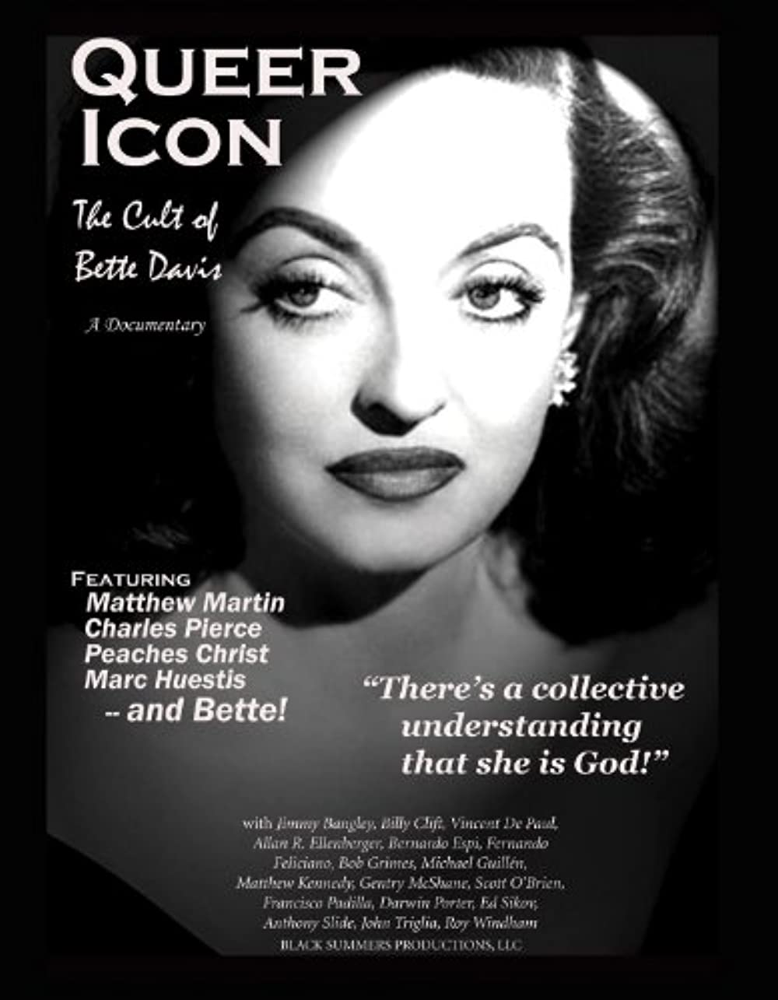 QUEER
ICON
The Cult of
Bette Davis
A Documentary
FEATURING
Matthew Martin
Charles Pierce
Peaches Christ
Marc Huestis
-- and Bette!
“There’s a collective
understanding
that she is God!”
with Jimmy Bangley, Billy Clift, Vincent De Paul,
Allan R. Ellenberger, Bernardo Espi, Fernando
Feliciano, Bob Grimes, Michael Guillén,
Matthew Kennedy, Gentry McShane, Scott O'Brien,
Francisco Padilla, Darwin Porter, Ed Sikov,
Anthony Slide, John Triglia, Roy Windham
BLACK SUMMERS PRODUCTIONS, LLC